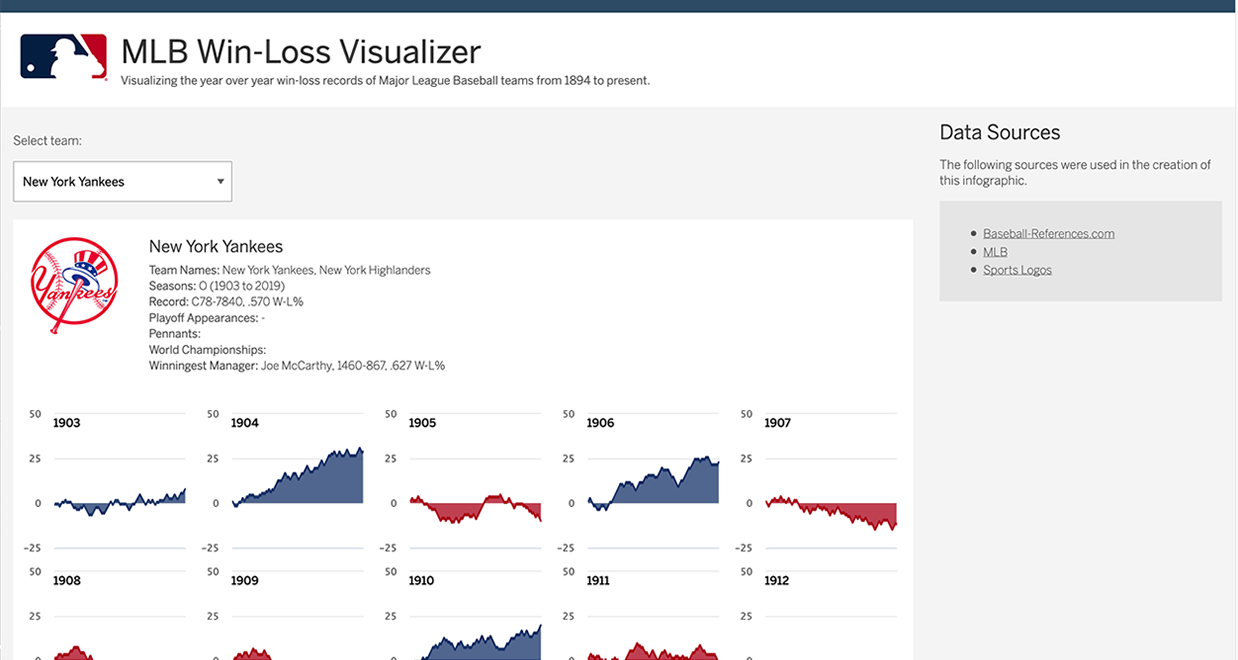 MLB Win-Loss Visualizer
Visualizing the year over year win-loss records of Major League Baseball teams from 1894 to present.
Select team:
New York Yankees
Data Sources
The following sources were used in the creation of
this infographic.
Baseball-References.com
MLB
Sports Logos
Yankees
New York Yankees
Team Names: New York Yankees, New York Highlanders
Seasons: O (1903 to 2019)
Record: C78-7840, .570 W-L%
Playoff Appearances: -
Pennants:
World Championships:
Winningest Manager: Joe McCarthy, 1460-867, .627 W-L%
50 1903 50 1904 50 1905 50 1906 50 1907
25 25 25 25 25
0 0 0 0 0
-25 -25 -25 -25 -25
50 1908 50 1909 50 1910 50 1911 50 1912
25 25 25 25 25
0 0 0 0 0